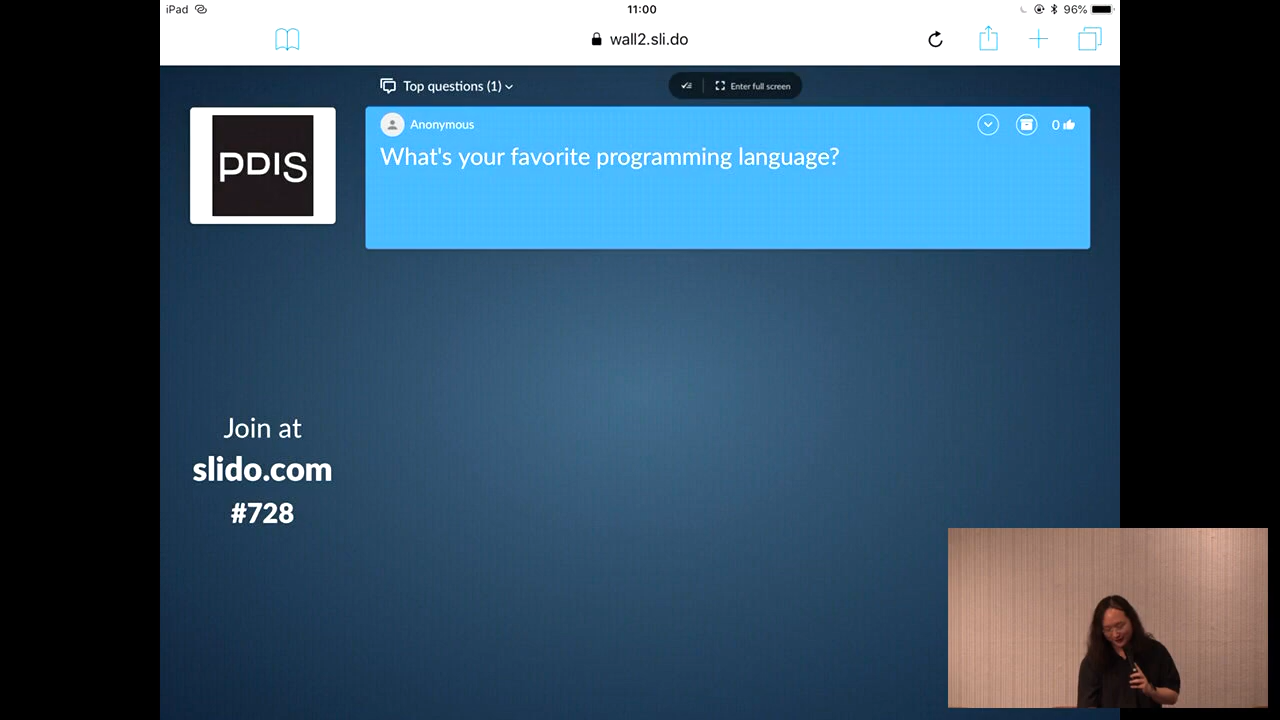 iPad
11:00
96%
wall2.sli.do
Top questions (1)
Enter full screen
PDIS
Anonymous
0
What's your favorite programming language?
Join at
slido.com
#728